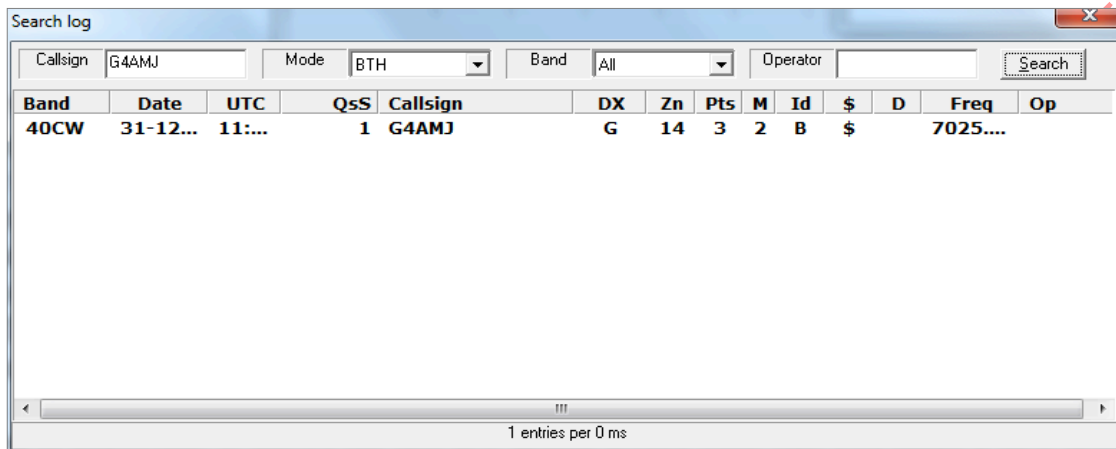 Search log
Callsign G4AMJ Mode BTH Band All Operator Search
Band Date UTC QsS Callsign DX Zn Pts M Id $ D Freq Op
40CW 31-12... 11:... 1 G4AMJ G 14 3 2 B $ 7025....
1 entries per 0 ms